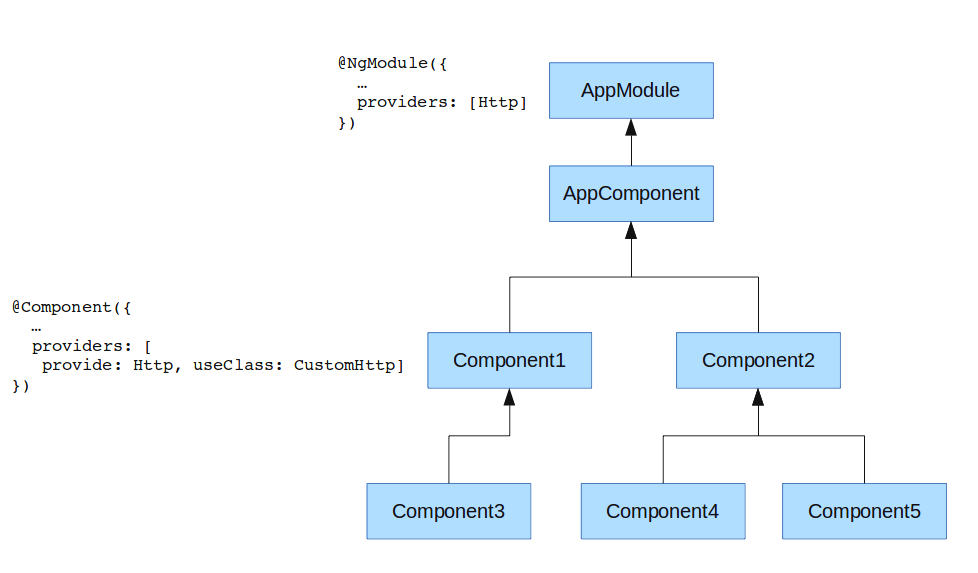 @NgModule({
…
providers: [Http]
})
AppModule
AppComponent
@Component({
…
providers: [
provide: Http, useClass: CustomHttp]
})
Component1
Component2
Component3
Component4
Component5